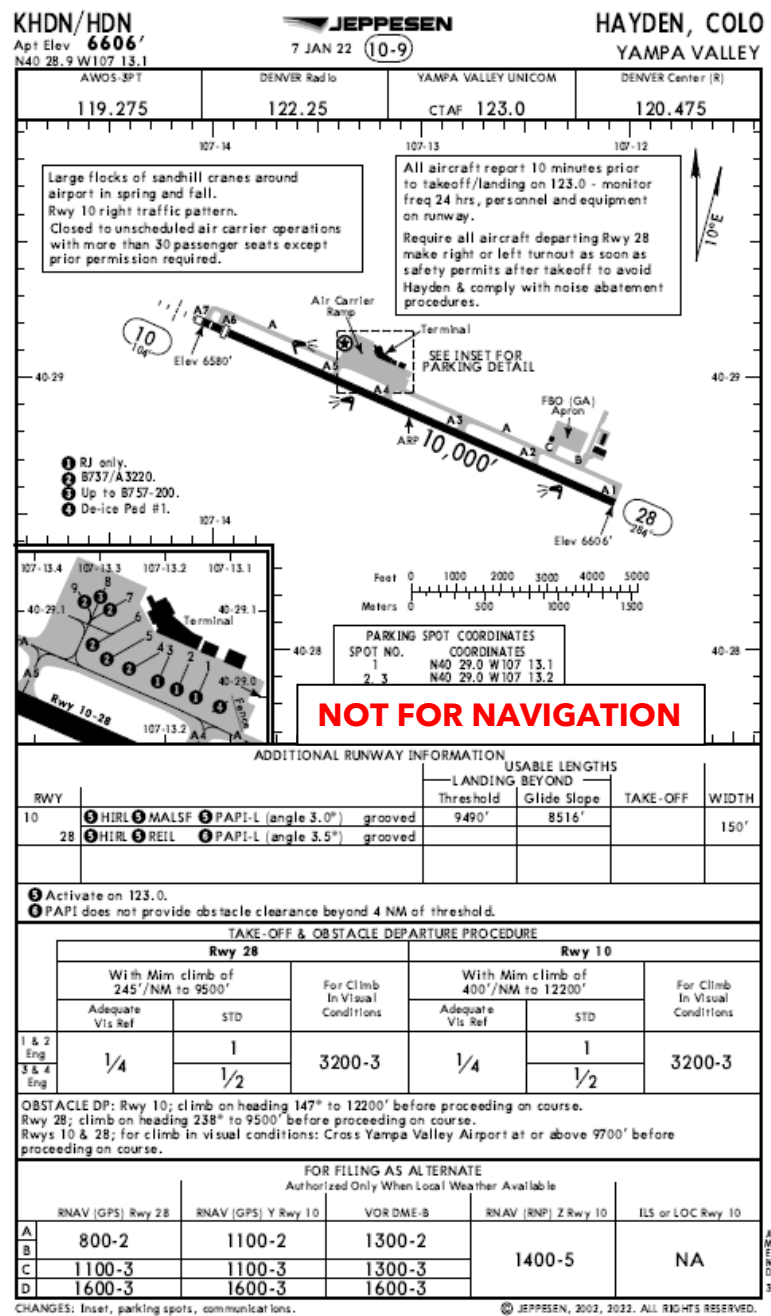 KHDN/HDN
Apt Elev 6606'
N40 28.9 W107 13.1
JEPPESEN
7 JAN 22 10-9
HAYDEN, COLO
YAMPA VALLEY
AWOS-3PT DENVER Radio YAMPA VALLEY UNICOM DENVER Center (R)
119.275 122.25 CTAF 123.0 120.475
107-14 107-13 107-12
Large flocks of sandhill cranes around
airport in spring and fall.
Rwy 10 right traffic pattern.
Closed to unscheduled air carrier operations
with more than 30 passenger seats except
prior permission required.
All aircraft report 10 minutes prior
to takeoff/landing on 123.0 - monitor
freq 24 hrs, personnel and equipment
on runway.
Require all aircraft departing Rwy 28
make right or left turnout as soon as
safety permits after takeoff to avoid
Hayden & comply with noise abatement
procedures.
10°E
Air Carrier
Ramp
A7
A6
A
10
104°
Elev 6580'
Terminal
SEE INSET FOR
PARKING DETAIL
A5
A4
40-29
40-29
FBO (GA)
Apron
A3
A
ARP
10,000'
C
B
A2
A1
28
284°
Elev 6606'
1 RJ only.
2 B737/A3220.
3 Up to B757-200.
4 De-ice Pad #1.
107-14
107-13.4 107-13.3 107-13.2 107-13.1
8
9
2 3
7
2
40-29.1
40-29.1
6
Terminal
2
5
2
4 3
2
2
1
A
A5
1 1 1
4
40-29.0
Fence
Rwy 10-28
107-13.2
A4
A
Feet 0 1000 2000 3000 4000 5000
Meters 0 500 1000 1500
40-28
40-28
PARKING SPOT COORDINATES
SPOT NO. COORDINATES
1 N40 29.0 W107 13.1
2, 3 N40 29.0 W107 13.2
NOT FOR NAVIGATION
ADDITIONAL RUNWAY INFORMATION
USABLE LENGTHS
LANDING BEYOND
RWY Threshold Glide Slope TAKE-OFF WIDTH
10 5 HIRL 5 MALSF 5 PAPI-L (angle 3.0°) grooved 9490' 8516'
150'
28 5 HIRL 5 REIL 6 PAPI-L (angle 3.5°) grooved
5 Activate on 123.0.
6 PAPI does not provide obstacle clearance beyond 4 NM of threshold.
TAKE-OFF & OBSTACLE DEPARTURE PROCEDURE
Rwy 28 Rwy 10
With Mim climb of
245'/NM to 9500'
For Climb
In Visual
Conditions
With Mim climb of
400'/NM to 12200'
For Climb
In Visual
Conditions
Adequate
Vis Ref
STD
Adequate
Vis Ref
STD
1 & 2
Eng
3 & 4
Eng
1/4
1
1/2
3200-3
1/4
1
1/2
3200-3
OBSTACLE DP: Rwy 10; climb on heading 147° to 12200' before proceeding on course.
Rwy 28; climb on heading 238° to 9500' before proceeding on course.
Rwys 10 & 28; for climb in visual conditions: Cross Yampa Valley Airport at or above 9700' before
proceeding on course.
FOR FILING AS ALTERNATE
Authorized Only When Local Weather Available
RNAV (GPS) Rwy 28 RNAV (GPS) Y Rwy 10 VOR DME-B RNAV (RNP) Z Rwy 10 ILS or LOC Rwy 10
A
B
800-2 1100-2 1300-2
1400-5 NA
C 1100-3 1100-3 1300-3
D 1600-3 1600-3 1600-3
CHANGES: Inset, parking spots, communications.
© JEPPESEN, 2002, 2022. ALL RIGHTS RESERVED.